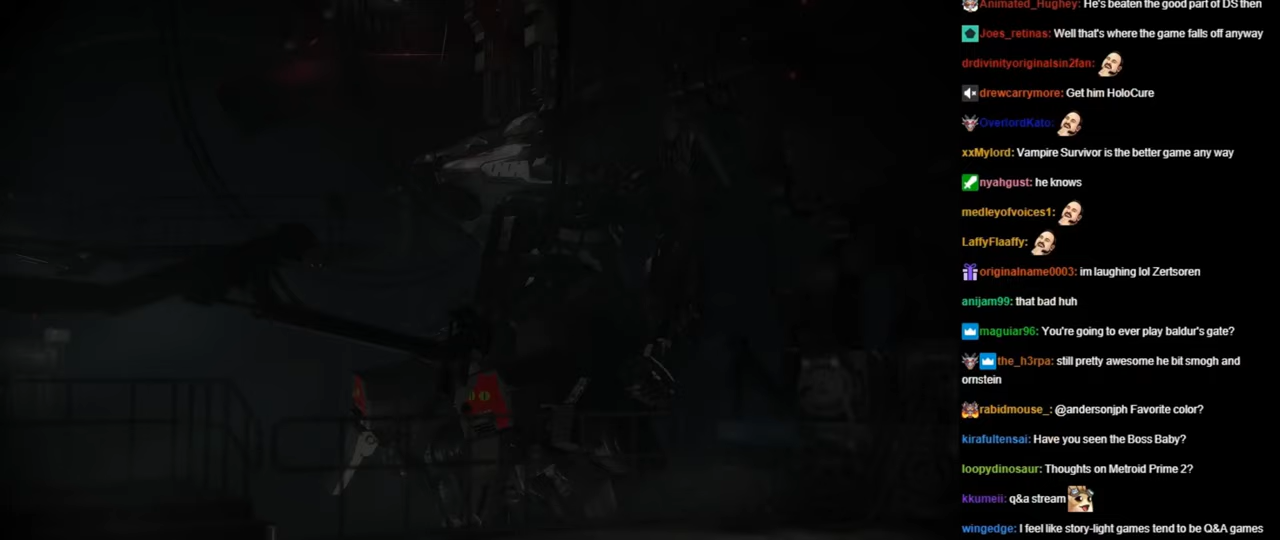 Animated_Hughey: He's beaten the good part of DS then
Joes_retinas: Well that's where the game falls off anyway
drdivinityoriginalsin2fan:
drewcarrymore: Get him HoloCure
OverlordKato:
xxMylord: Vampire Survivor is the better game any way
nyahgust: he knows
medleyofvoices1:
LaffyFlaaffy:
originalname0003: im laughing lol Zertsoren
anijam99: that bad huh
maguiar96: You're going to ever play baldur's gate?
the_h3rpa: still pretty awesome he bit smogh and
ornstein
rabidmouse_: @andersonjph Favorite color?
kirafultensai: Have you seen the Boss Baby?
loopydinosaur: Thoughts on Metroid Prime 2?
kkumeii: q&a stream
wingedge: I feel like story-light games tend to be Q&A games